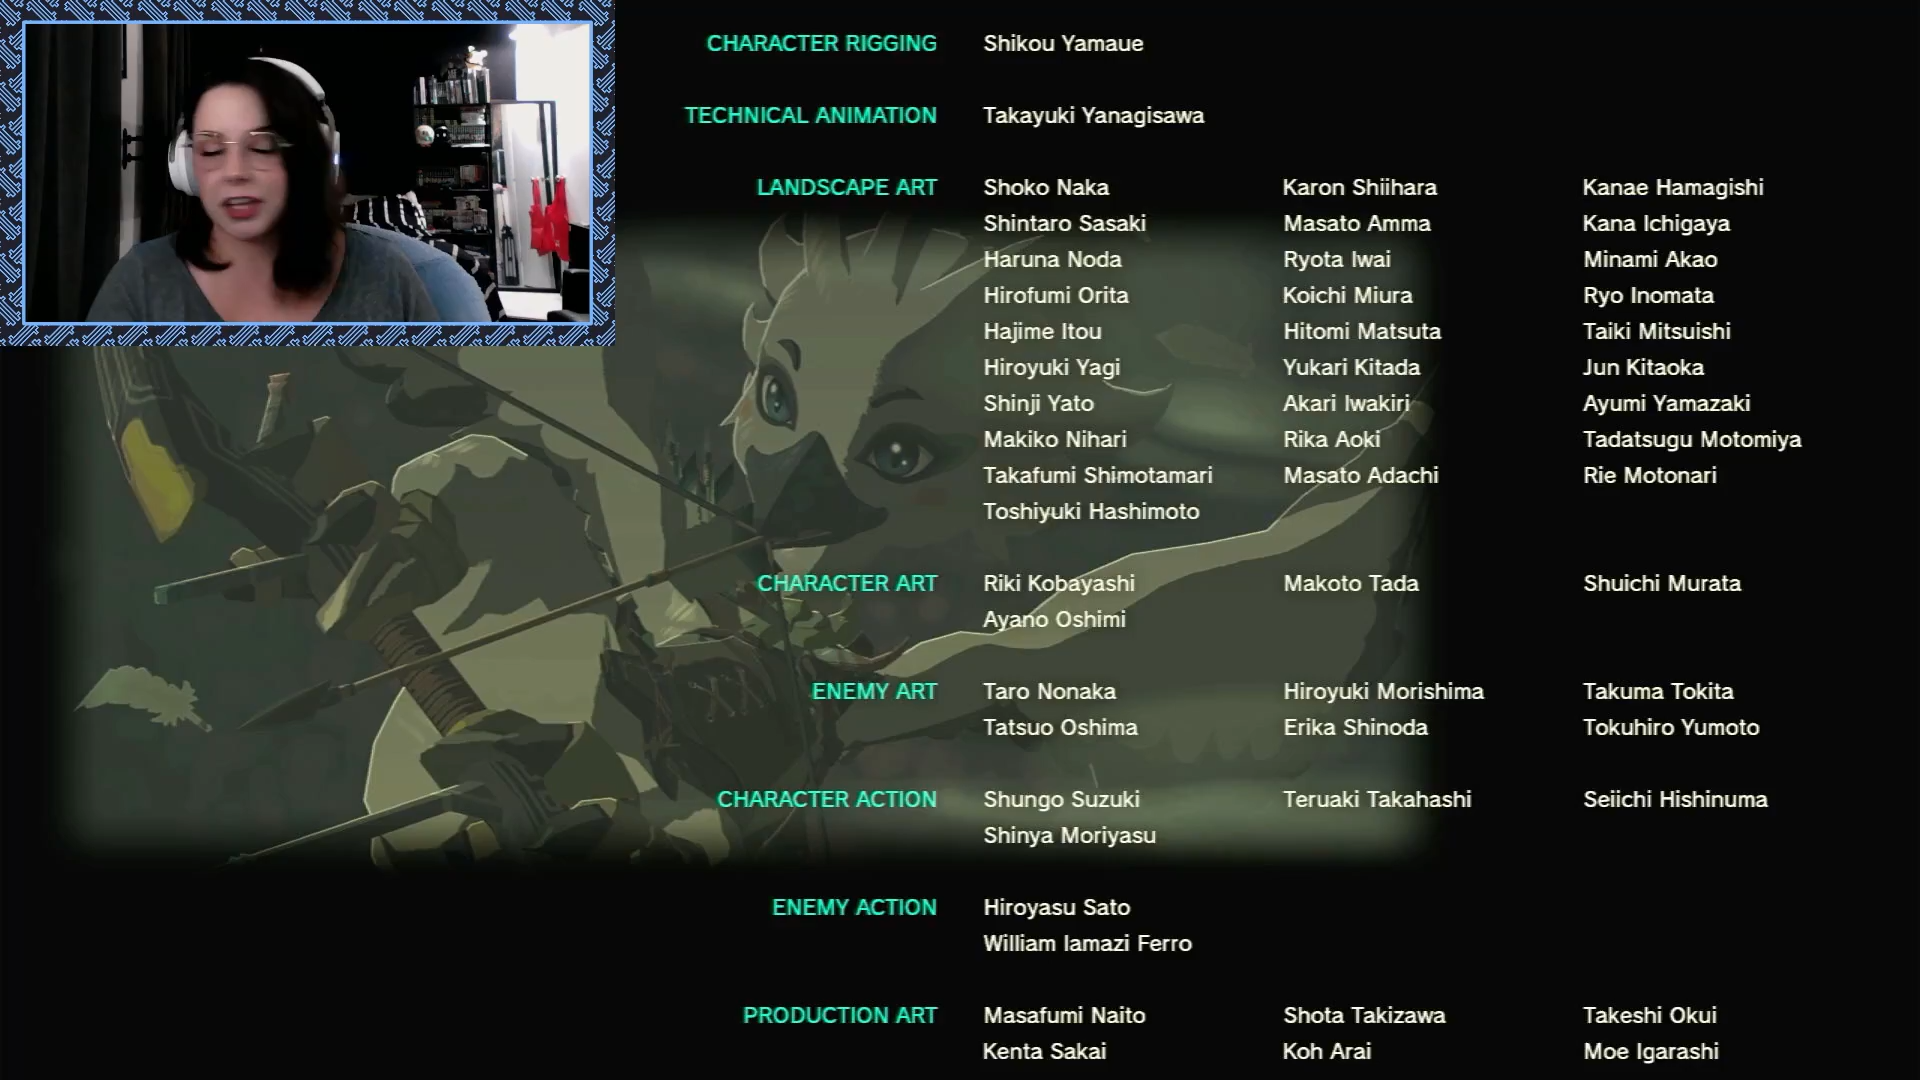 CHARACTER RIGGING Shikou Yamaue
TECHNICAL ANIMATION Takayuki Yanagisawa
LANDSCAPE ART Shoko Naka Karon Shiihara Kanae Hamagishi
Shintaro Sasaki Masato Amma Kana Ichigaya
Haruna Noda Ryota Iwai Minami Akao
Hirofumi Orita Koichi Miura Ryo Inomata
Hajime Itou Hitomi Matsuta Taiki Mitsuishi
Hiroyuki Yagi Yukari Kitada Jun Kitaoka
Shinji Yato Akari Iwakiri Ayumi Yamazaki
Makiko Nihari Rika Aoki Tadatsugu Motomiya
Takafumi Shimotamari Masato Adachi Rie Motonari
Toshiyuki Hashimoto
CHARACTER ART Riki Kobayashi Makoto Tada Shuichi Murata
Ayano Oshimi
ENEMY ART Taro Nonaka Hiroyuki Morishima Takuma Tokita
Tatsuo Oshima Erika Shinoda Tokuhiro Yumoto
CHARACTER ACTION Shungo Suzuki Teruaki Takahashi Seiichi Hishinuma
Shinya Moriyasu
ENEMY ACTION Hiroyasu Sato
William Iamazi Ferro
PRODUCTION ART Masafumi Naito Shota Takizawa Takeshi Okui
Kenta Sakai Koh Arai Moe Igarashi